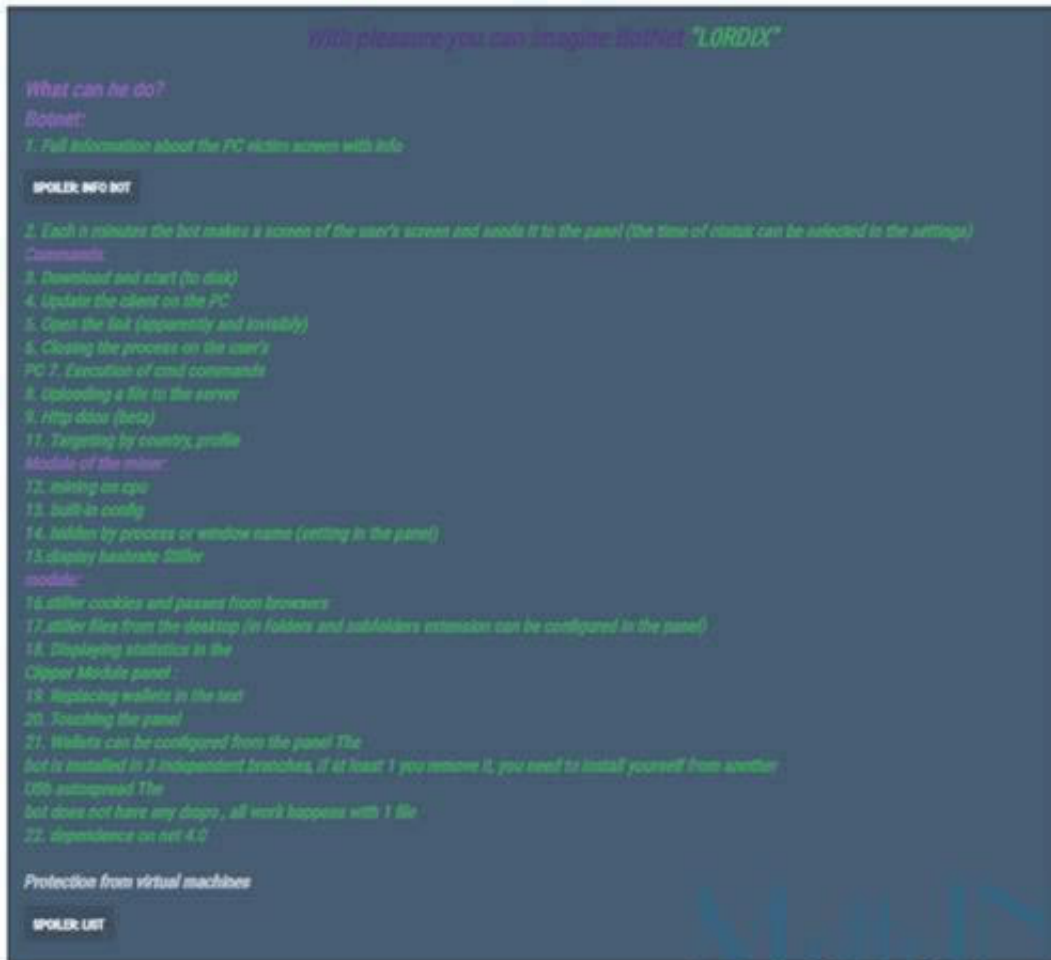 With pleasure you can imagine BotNet "L0RDIX"
What can he do?
Botnet:
1. Full information about the PC victim screen with info
SPOILER: INFO BOT
2. Each n minutes the bot makes a screen of the user's screen and sends it to the panel (the time of status can be selected in the settings)
Commands:
3. Download and start (to disk)
4. Update the client on the PC
5. Open the link (apparently and invisibly)
6. Closing the process on the user's
PC 7. Execution of cmd commands
8. Uploading a file to the server
9. Http ddos (beta)
11. Targeting by country, profile
Module of the miner:
12. mining on cpu
13. built-in config
14. hidden by process or window name (setting in the panel)
15.display hashrate Stiller
module:
16.stiller cookies and passes from browsers
17.stiller files from the desktop (in folders and subfolders extension can be configured in the panel)
18. Displaying statistics in the
Clipper Module panel :
19. Replacing wallets in the text
20. Touching the panel
21. Wallets can be configured from the panel The
bot is installed in 3 independent branches, if at least 1 you remove it, you need to install yourself from another
USB autospread The
bot does not have any drops , all work happens with 1 file
22. dependence on net 4.0
Protection from virtual machines
SPOILER: LIST